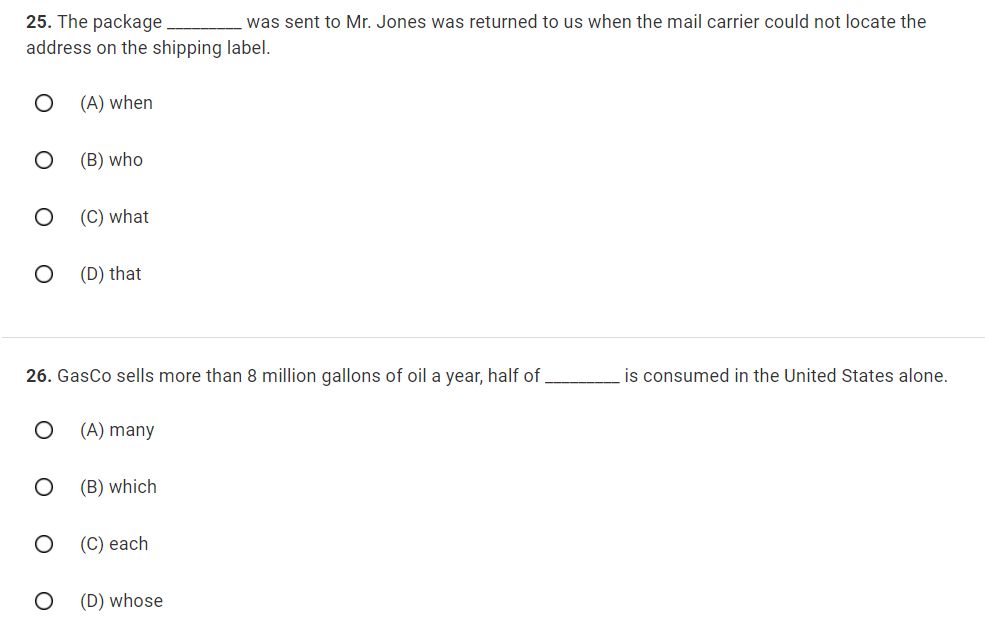 25. The package _________ was sent to Mr. Jones was returned to us when the mail carrier could not locate the
address on the shipping label.
(A) when
(B) who
(C) what
(D) that
26. GasCo sells more than 8 million gallons of oil a year, half of _________ is consumed in the United States alone.
(A) many
(B) which
(C) each
(D) whose